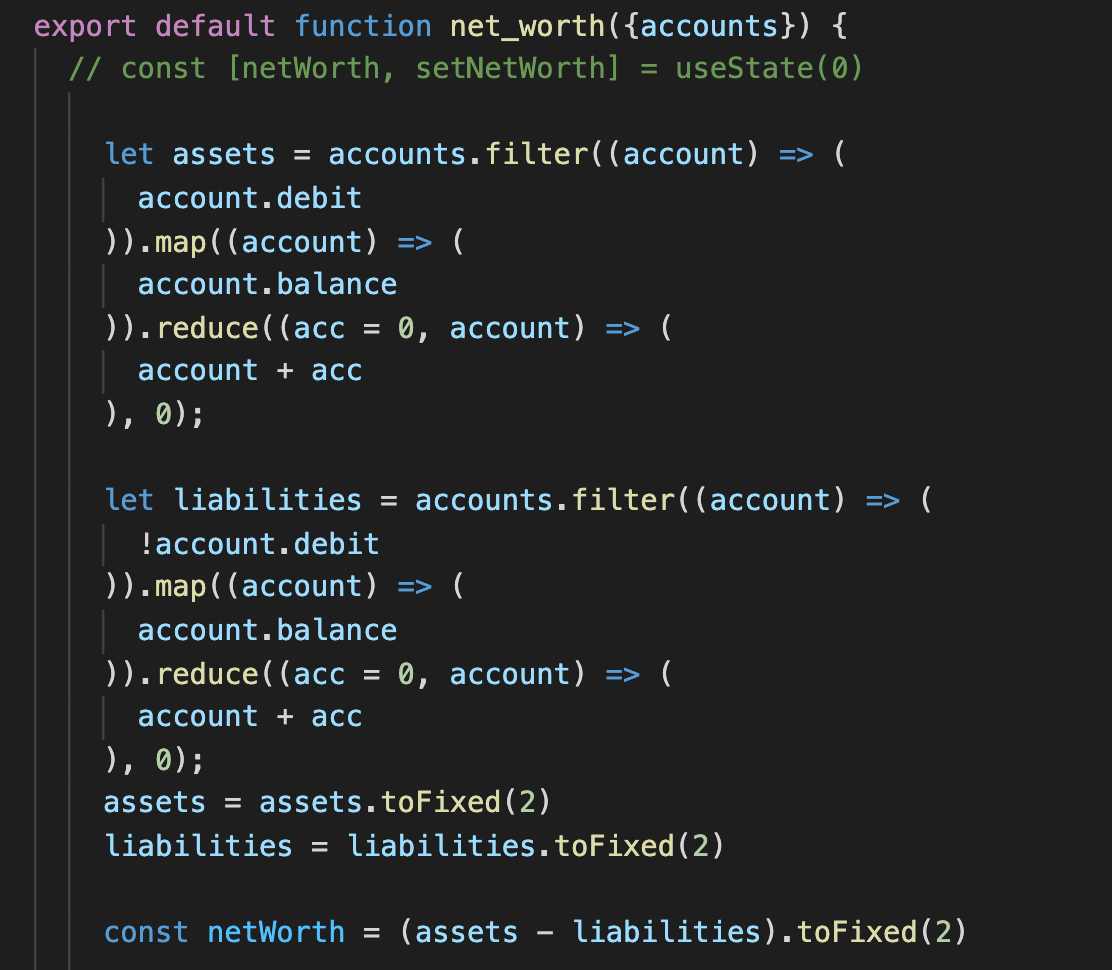 export default function net_worth({accounts}) {
// const [netWorth, setNetWorth] = useState(0)
let assets = accounts.filter((account) => (
account.debit
)).map((account) => (
account.balance
)).reduce((acc = 0, account) => (
account + acc
), 0);
let liabilities = accounts.filter((account) => (
!account.debit
)).map((account) => (
account.balance
)).reduce((acc = 0, account) => (
account + acc
), 0);
assets = assets.toFixed(2)
liabilities = liabilities.toFixed(2)
const netWorth = (assets - liabilities).toFixed(2)